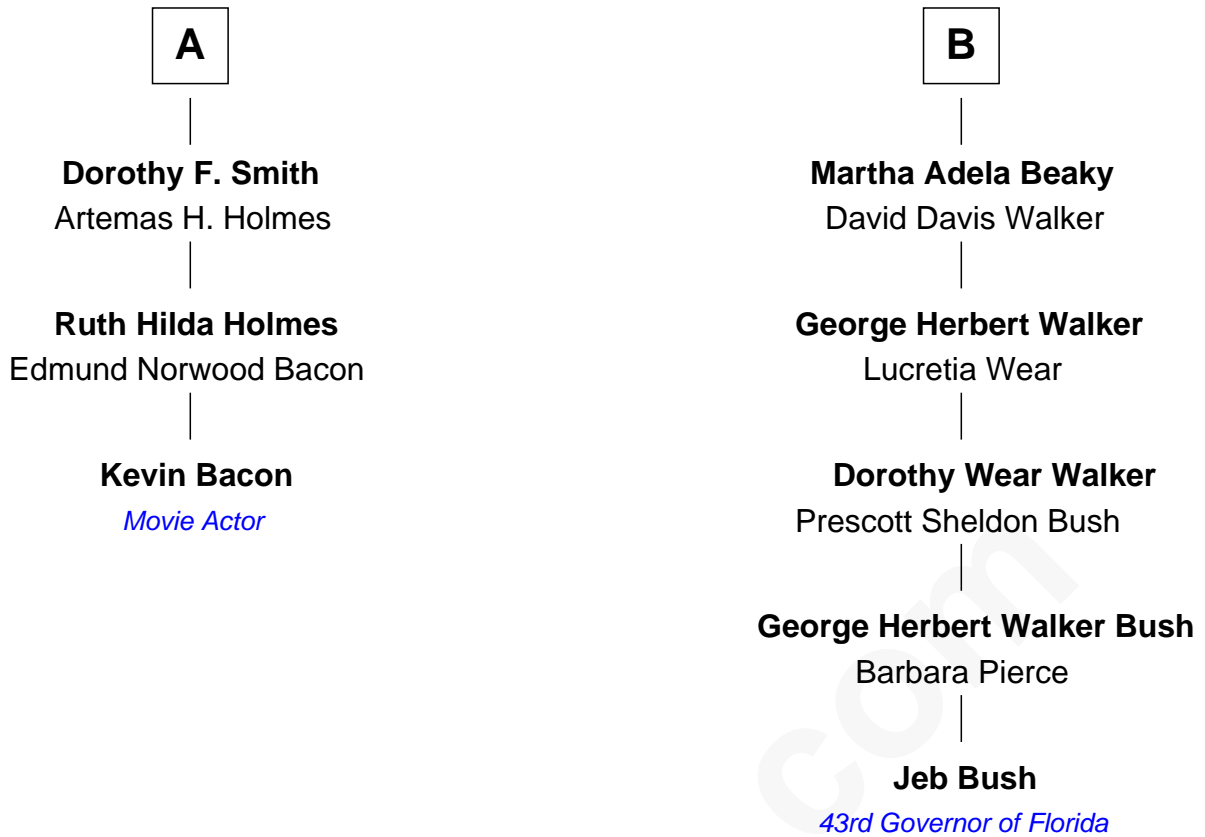 A
Dorothy F. Smith
Artemas H. Holmes
Ruth Hilda Holmes
Edmund Norwood Bacon
Kevin Bacon
Movie Actor
B
Martha Adela Beaky
David Davis Walker
George Herbert Walker
Lucretia Wear
Dorothy Wear Walker
Prescott Sheldon Bush
George Herbert Walker Bush
Barbara Pierce
Jeb Bush
43rd Governor of Florida
com